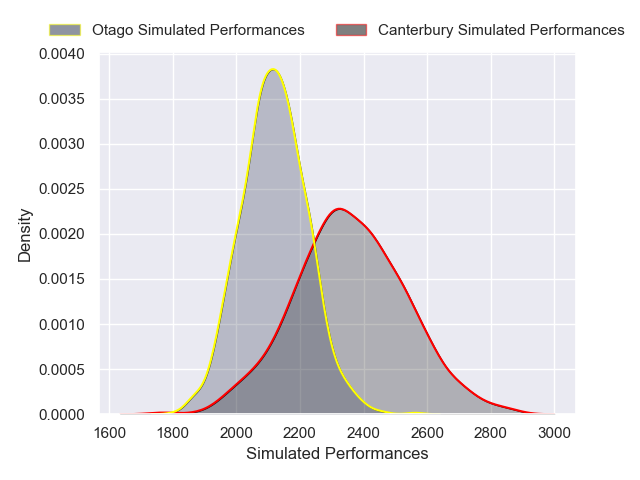 Otago Simulated Performances Canterbury Simulated Performances
0.0040
0.0035
0.0030
0.0025
0.0020
0.0015
0.0010
0.0005
0.0000
Density
1600 1800 2000 2200 2400 2600 2800 3000
Simulated Performances